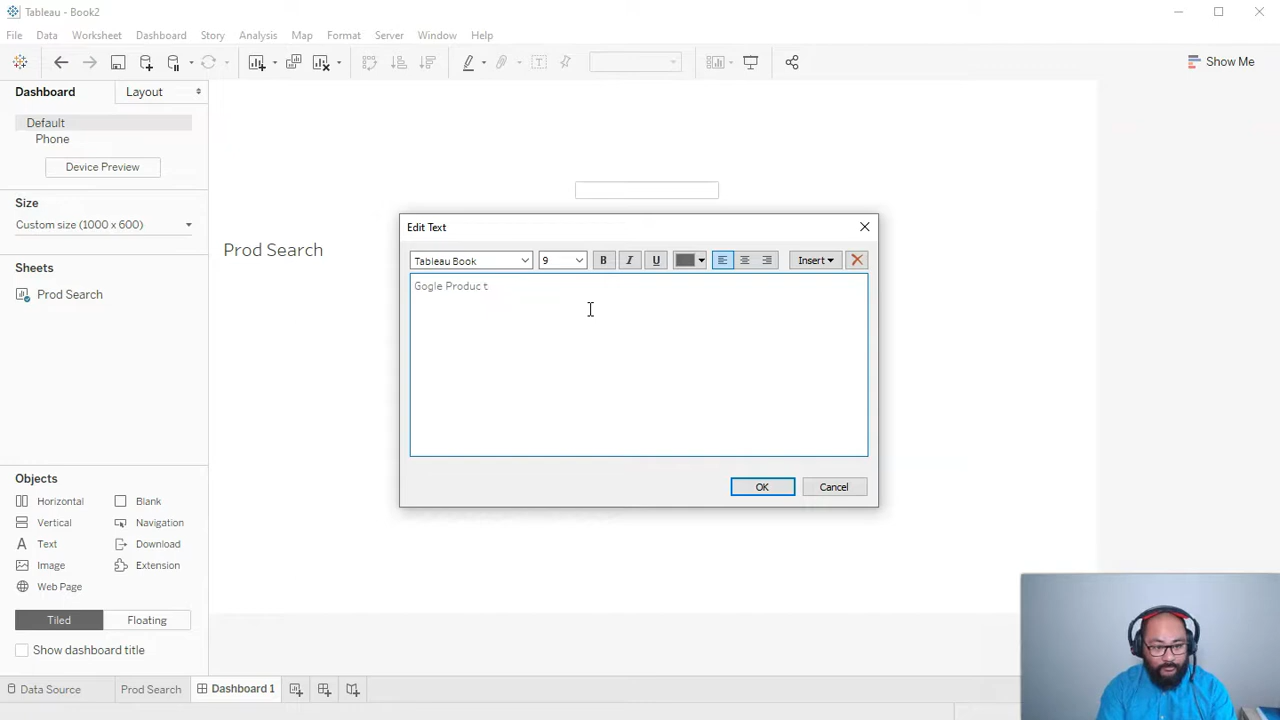 Tableau - Book2
File Data Worksheet Dashboard Story Analysis Map Format Server Window Help
Show Me
Dashboard Layout
Default
Phone
Device Preview
Size
Custom size (1000 x 600)
Sheets
Prod Search
Prod Search
Edit Text
Tableau Book 9 B I U Insert
Gogle Produc t
OK Cancel
Objects
Horizontal Blank
Vertical Navigation
A Text Download
Image Extension
Web Page
Tiled Floating
Show dashboard title
Data Source Prod Search Dashboard 1